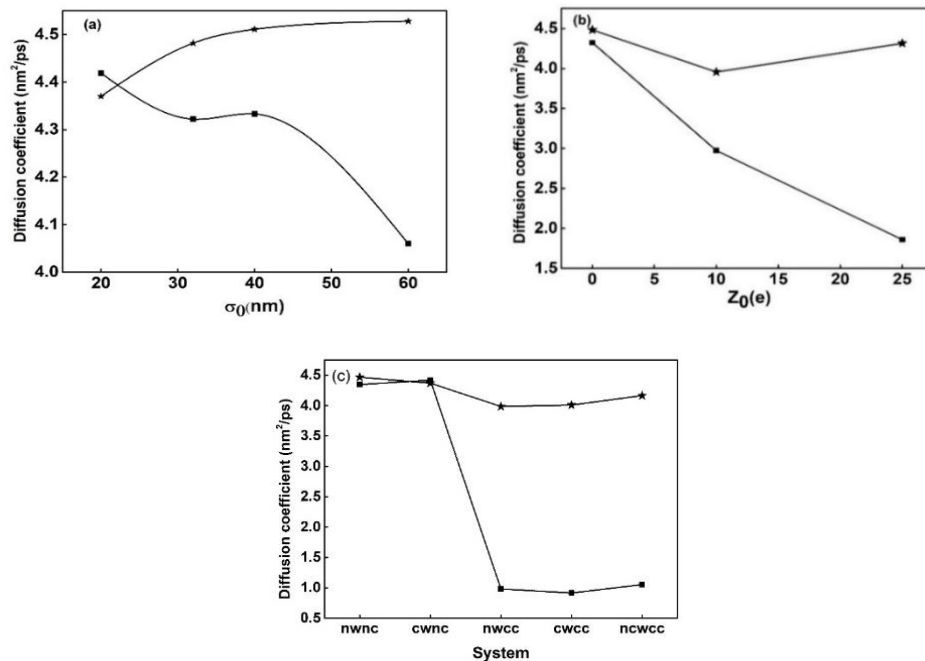 (a)
Diffusion coefficient (nm²/ps)
4.5
4.4
4.3
4.2
4.1
4.0
20 30 40 50 60
σ₀(nm)
(b)
Diffusion coefficient (nm²/ps)
4.5
4.0
3.5
3.0
2.5
2.0
1.5
0 5 10 15 20 25
Z₀(e)
(c)
Diffusion coefficient (nm²/ps)
4.5
4.0
3.5
3.0
2.5
2.0
1.5
1.0
0.5
nwnc cwnc nwcc cwcc ncwcc
System